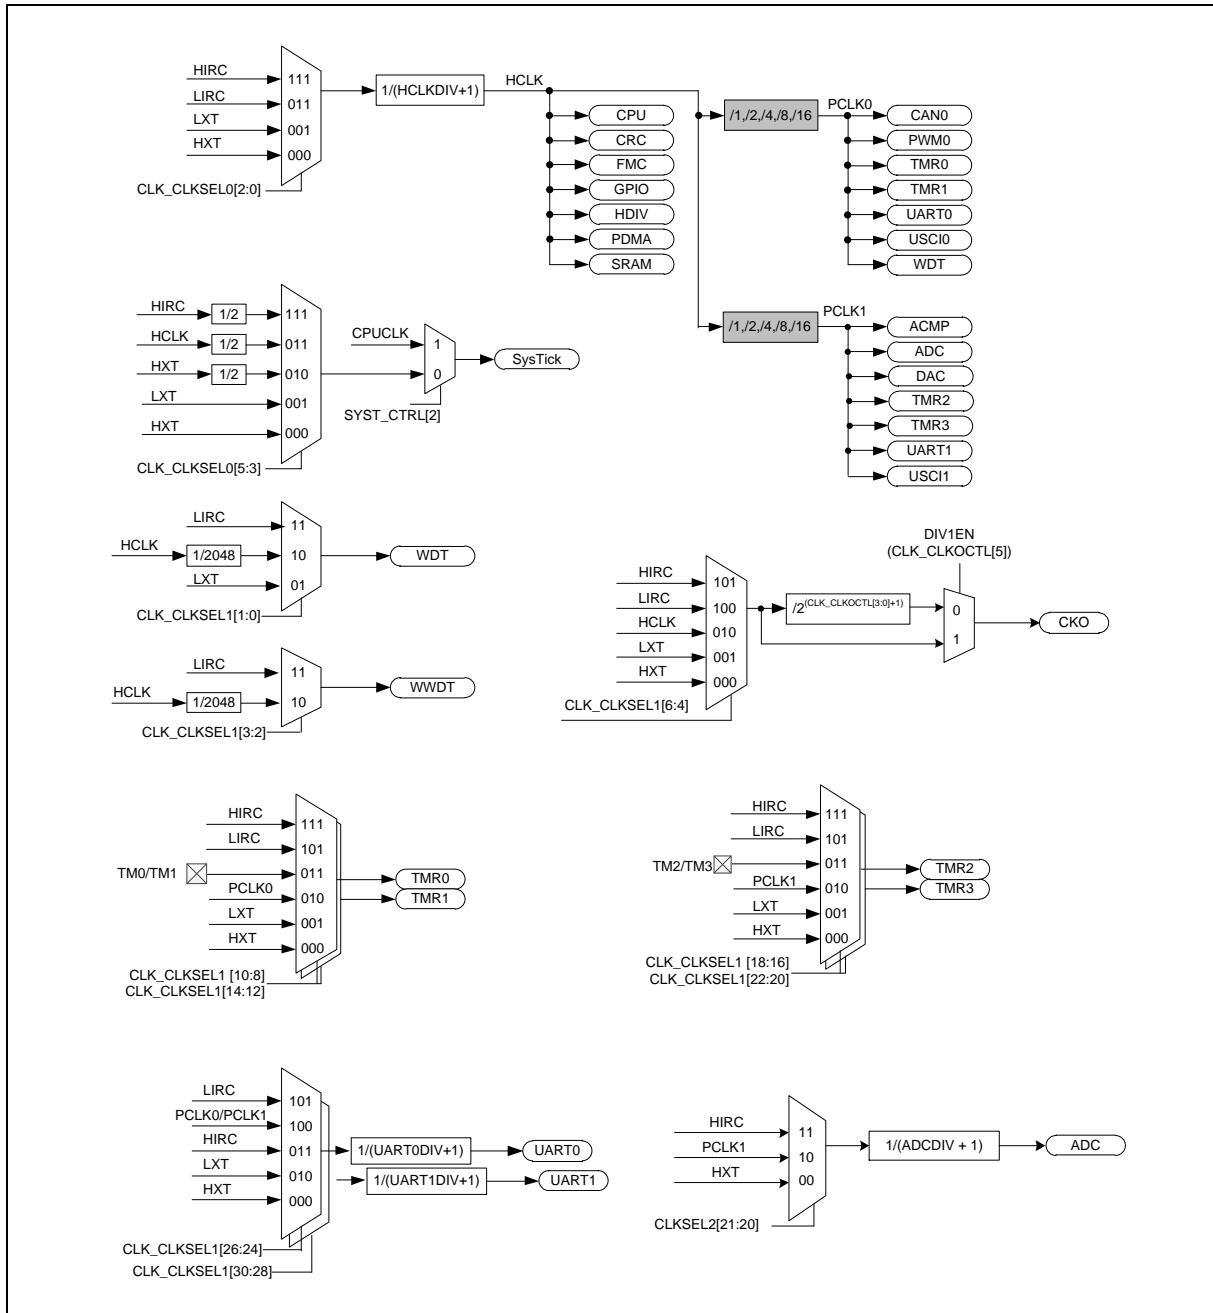 HIRC
LIRC
LXT
HXT
111
011
001
000
CLK_CLKSEL0[2:0]
1/(HCLKDIV+1)
HCLK
CPU
CRC
FMC
GPIO
HDIV
PDMA
SRAM
/1,/2,/4,/8,/16
PCLK0
CAN0
PWM0
TMR0
TMR1
UART0
USCI0
WDT
/1,/2,/4,/8,/16
PCLK1
ACMP
ADC
DAC
TMR2
TMR3
UART1
USCI1
HIRC
HCLK
HXT
LXT
HXT
1/2
1/2
1/2
111
011
010
001
000
CLK_CLKSEL0[5:3]
CPUCLK
1
0
SYST_CTRL[2]
SysTick
LIRC
HCLK
1/2048
LXT
11
10
01
CLK_CLKSEL1[1:0]
WDT
LIRC
HCLK
1/2048
11
10
CLK_CLKSEL1[3:2]
WWDT
HIRC
LIRC
HCLK
LXT
HXT
101
100
010
001
000
CLK_CLKSEL1[6:4]
/2(CLK_CLKOCTL[3:0]+1)
DIV1EN
(CLK_CLKOCTL[5])
0
1
CKO
HIRC
LIRC
TM0/TM1
PCLK0
LXT
HXT
111
101
011
010
001
000
CLK_CLKSEL1 [10:8]
CLK_CLKSEL1[14:12]
TMR0
TMR1
HIRC
LIRC
TM2/TM3
PCLK1
LXT
HXT
111
101
011
010
001
000
CLK_CLKSEL1 [18:16]
CLK_CLKSEL1[22:20]
TMR2
TMR3
LIRC
PCLK0/PCLK1
HIRC
LXT
HXT
101
100
011
010
000
CLK_CLKSEL1[26:24]
CLK_CLKSEL1[30:28]
1/(UART0DIV+1)
UART0
1/(UART1DIV+1)
UART1
HIRC
PCLK1
HXT
11
10
00
CLKSEL2[21:20]
1/(ADCDIV + 1)
ADC